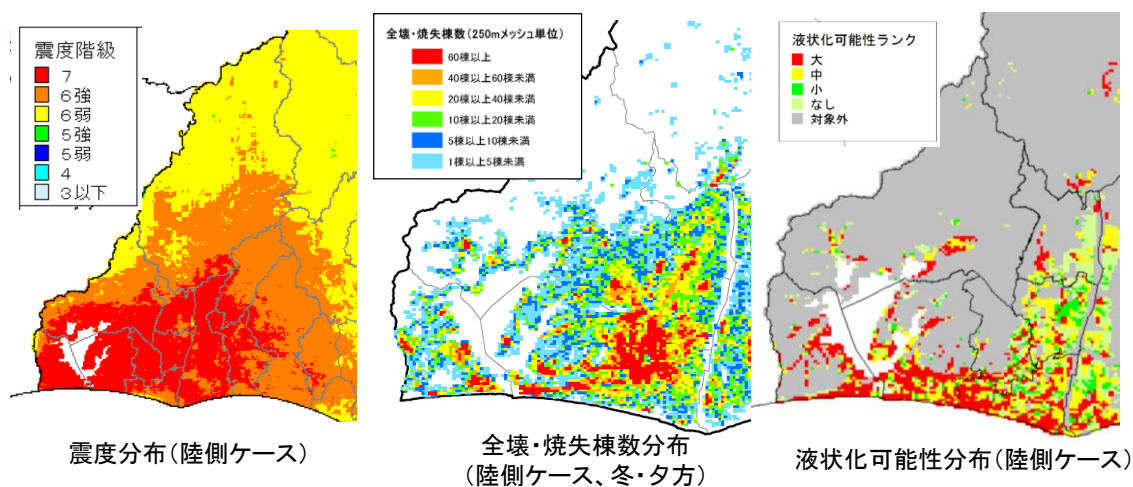 震度階級
7
6強
6弱
5強
5弱
4
3以下
震度分布(陸側ケース)
全壊・焼失棟数(250mメッシュ単位)
60棟以上
40棟以上60棟未満
20棟以上40棟未満
10棟以上20棟未満
5棟以上10棟未満
1棟以上5棟未満
全壊・焼失棟数分布
(陸側ケース、冬・夕方)
液状化可能性ランク
大
中
小
なし
対象外
液状化可能性分布(陸側ケース)